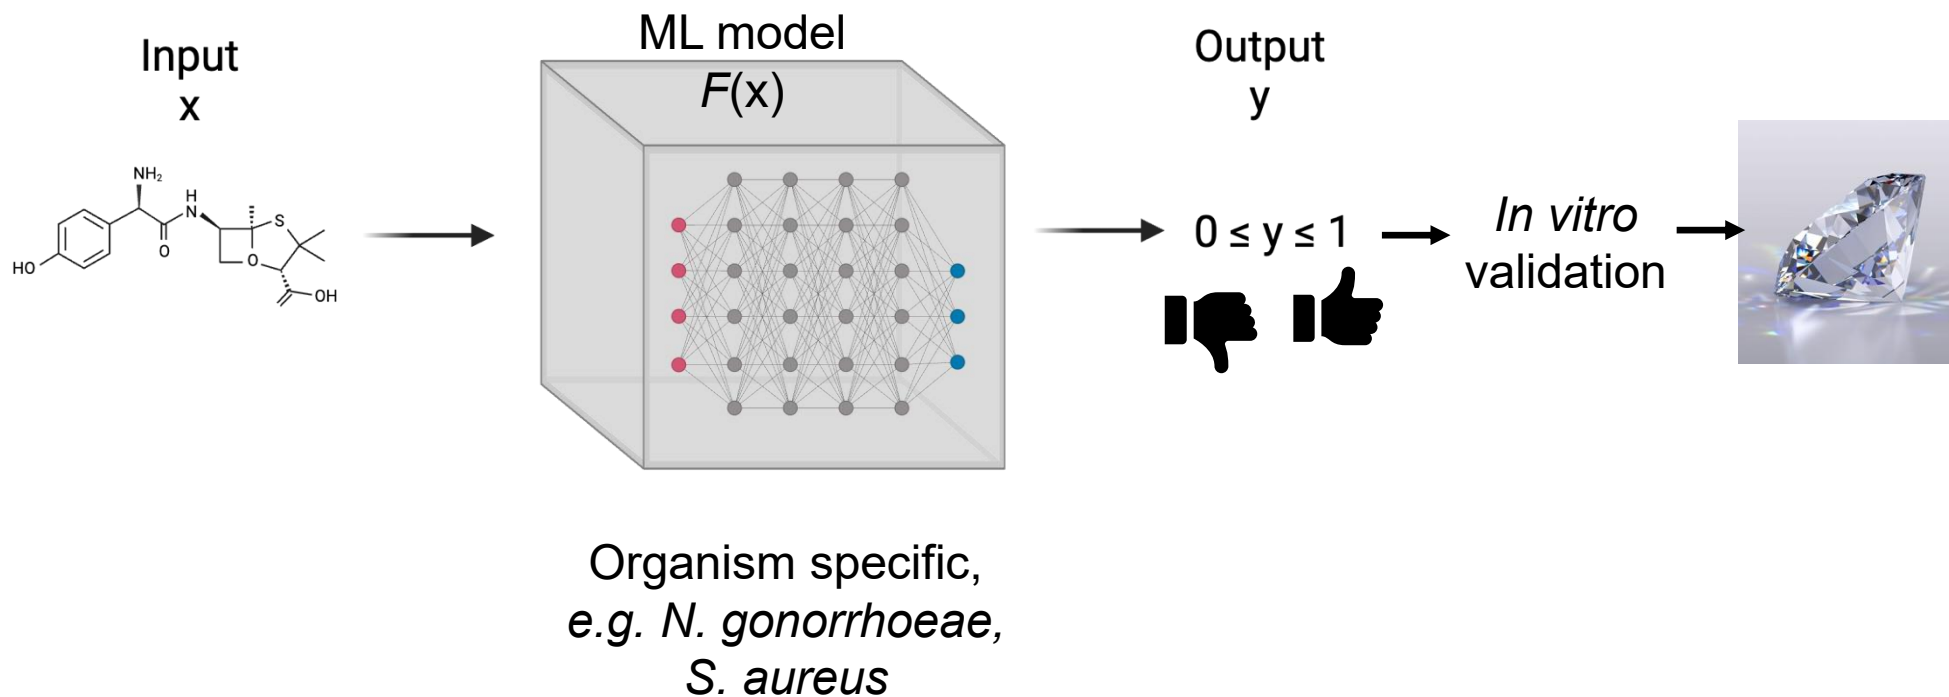 Input
x
NH₂
H
N
S
O
O
HO
OH
ML model
F(x)
Output
y
0 ≤ y ≤ 1
In vitro
validation
Organism specific,
e.g. N. gonorrhoeae,
S. aureus